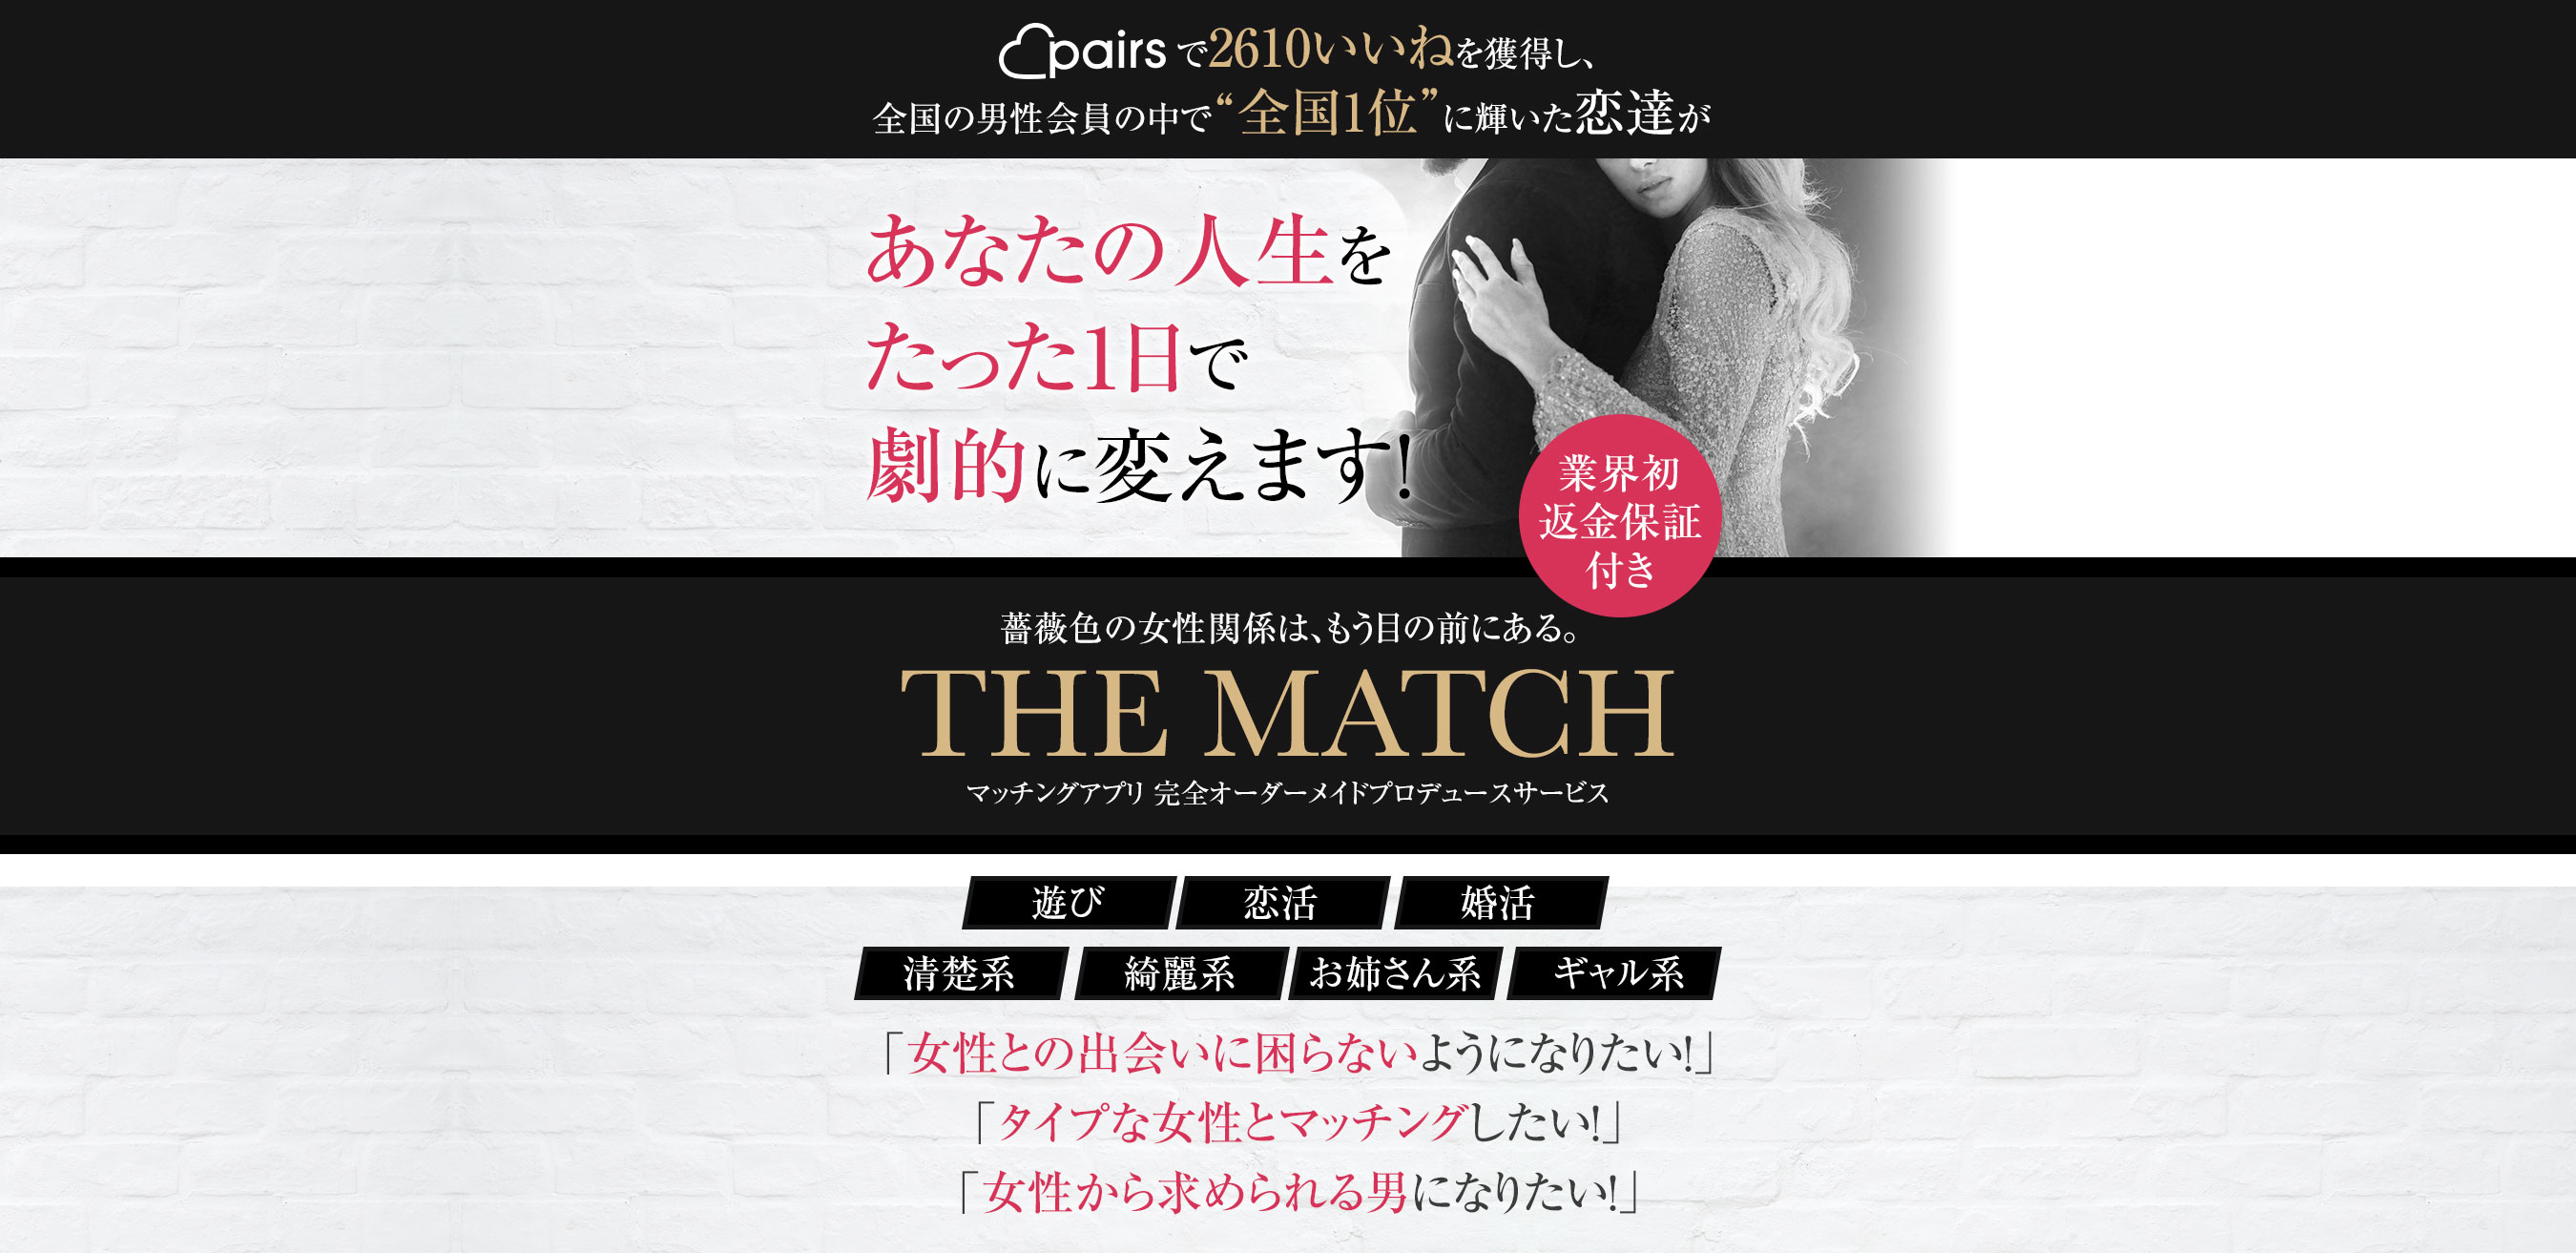 pairsで2610いいねを獲得し、
全国の男性会員の中で“全国1位”に輝いた恋達が
あなたの人生を
たった1日で
劇的に変えます!
業界初
返金保証
付き
薔薇色の女性関係は、もう目の前にある。
THE MATCH
マッチングアプリ 完全オーダーメイドプロデュースサービス
遊び 恋活 婚活
清楚系 綺麗系 お姉さん系 ギャル系
「女性との出会いに困らないようになりたい!」
「タイプな女性とマッチングしたい!」
「女性から求められる男になりたい!」